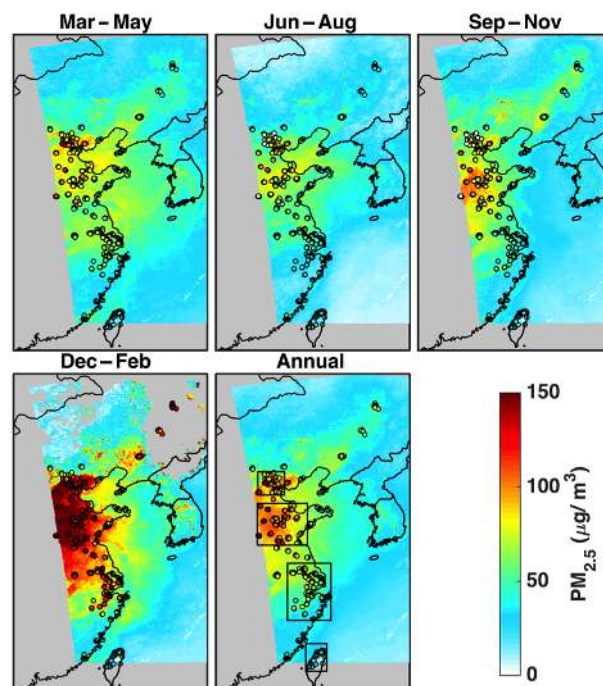 Mar – May
Jun – Aug
Sep – Nov
Dec – Feb
Annual
150
100
50
0
PM2.5 (μg/ m3)